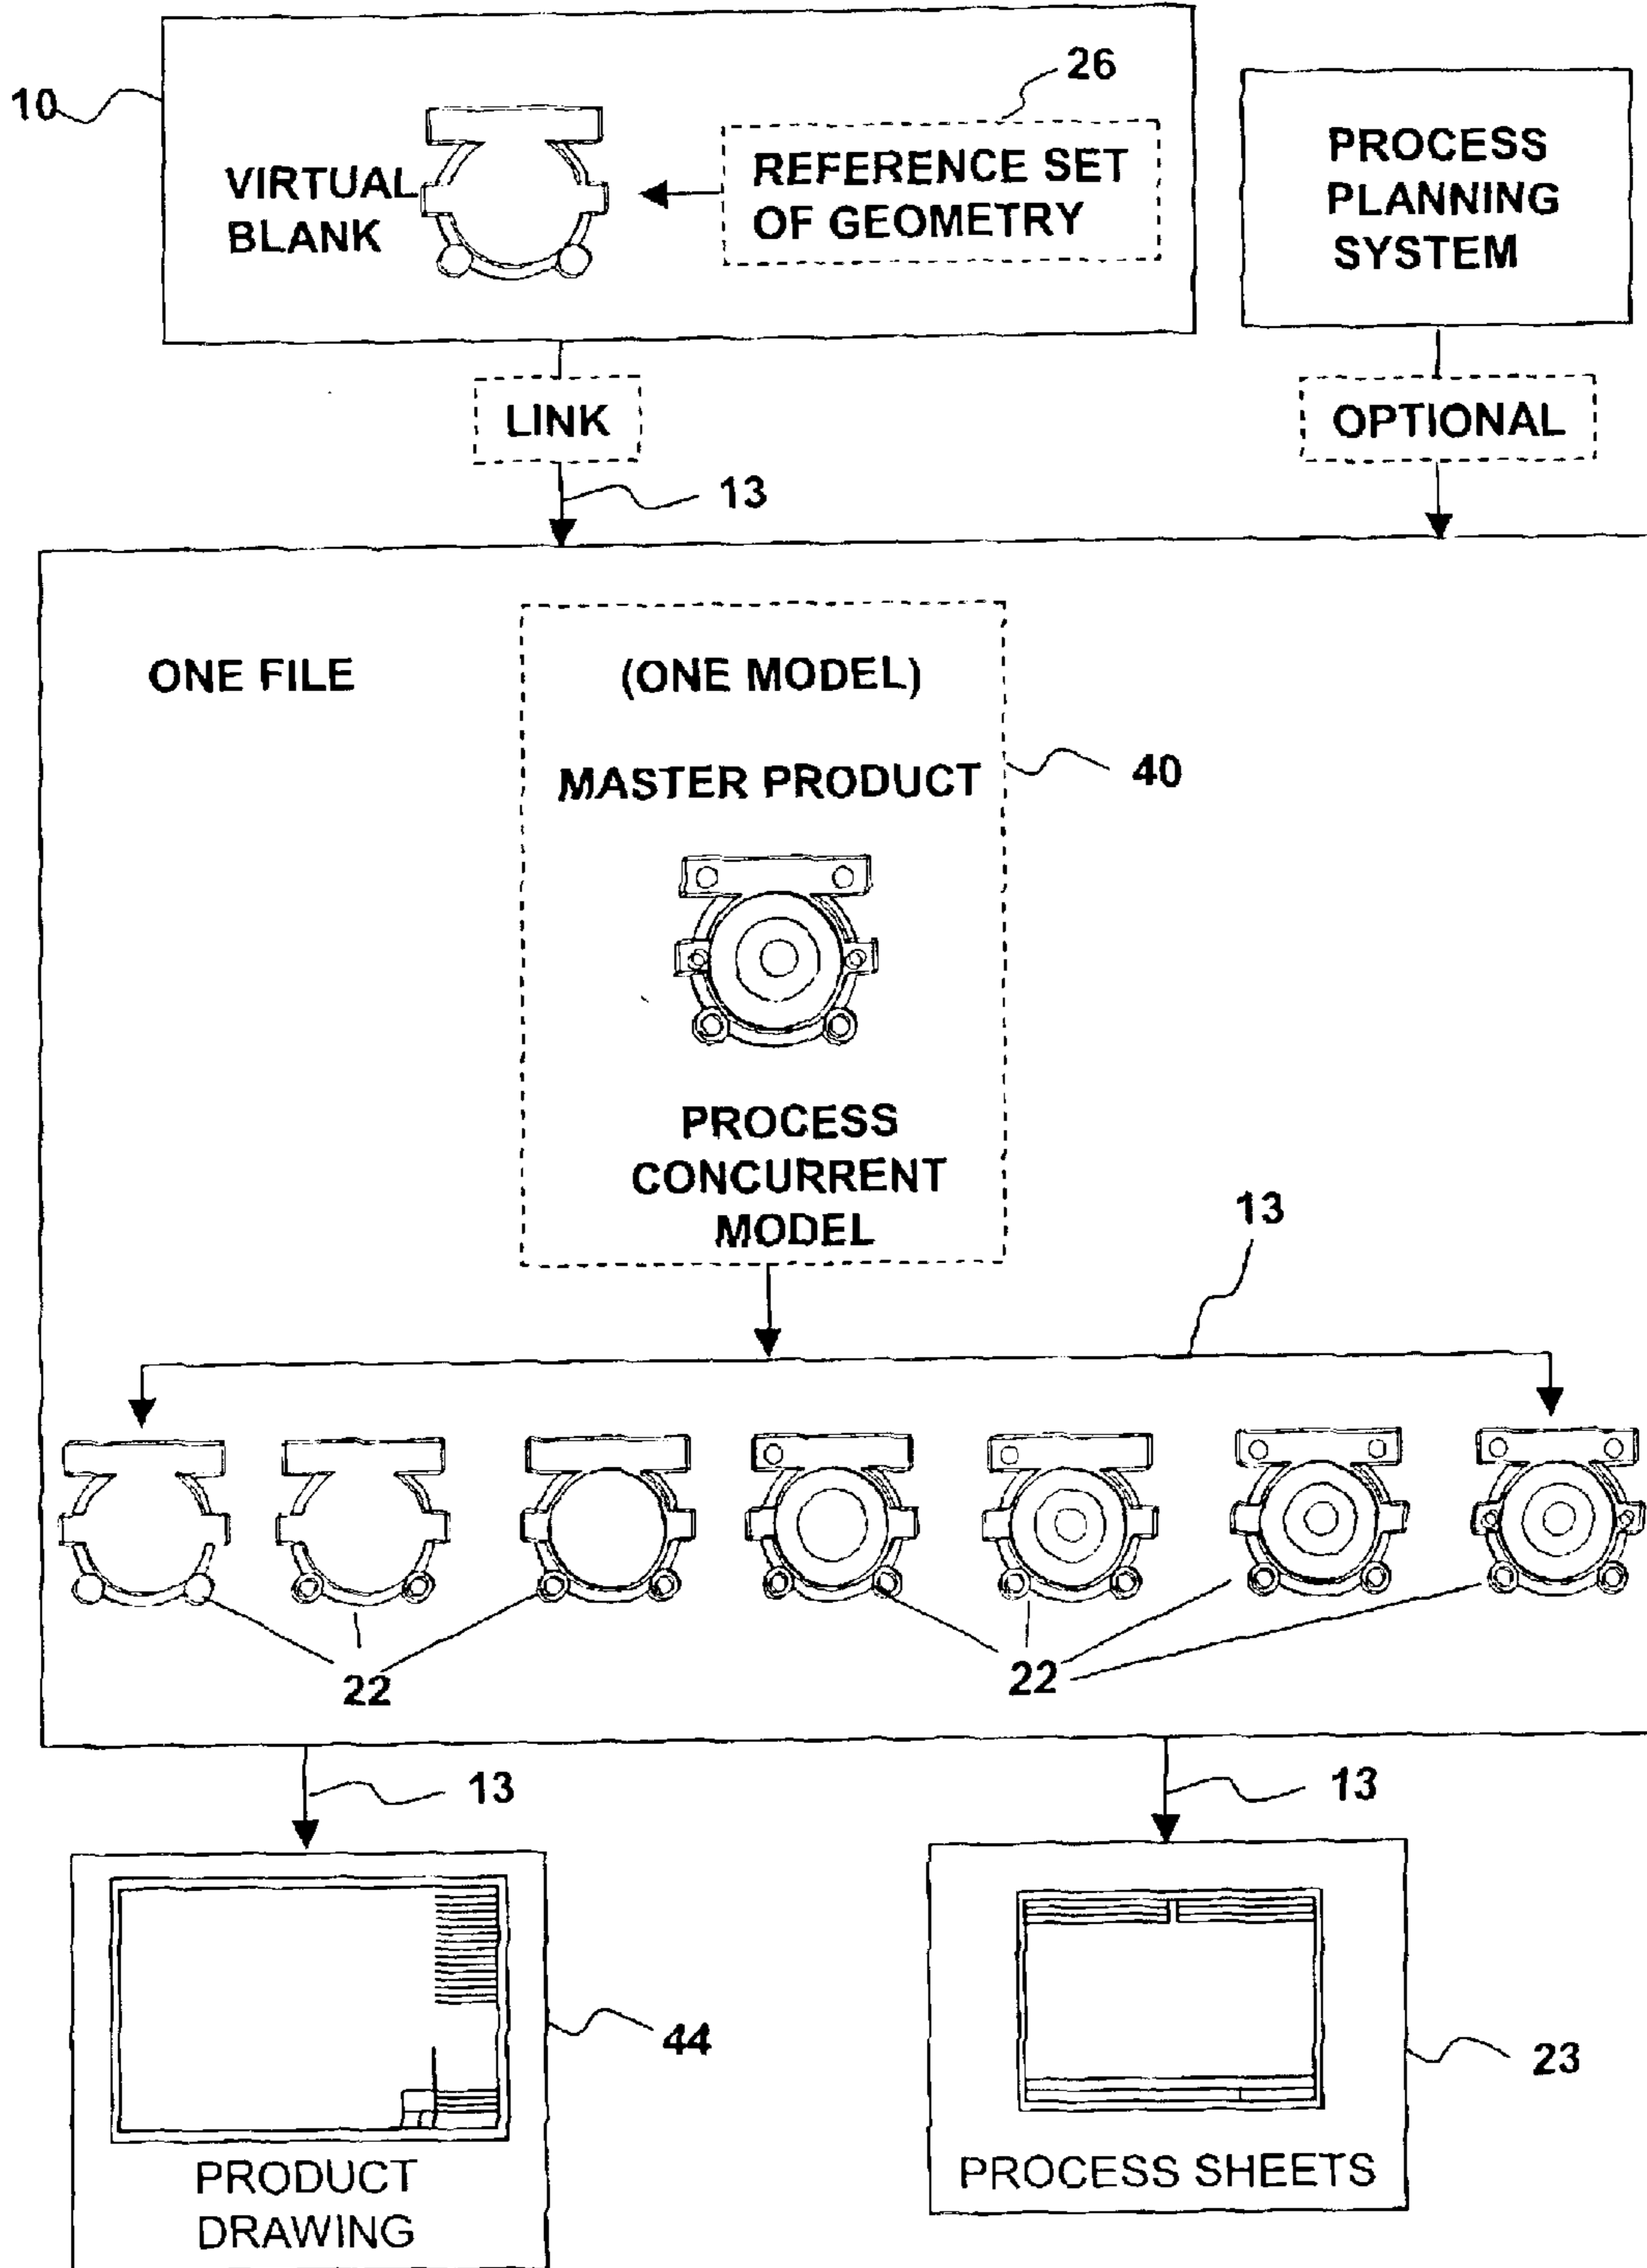 10
VIRTUAL
BLANK
26
REFERENCE SET
OF GEOMETRY
PROCESS
PLANNING
SYSTEM
LINK
OPTIONAL
13
ONE FILE
(ONE MODEL)
MASTER PRODUCT
40
PROCESS
CONCURRENT
MODEL
13
22
22
13
13
44
23
PRODUCT
DRAWING
PROCESS SHEETS